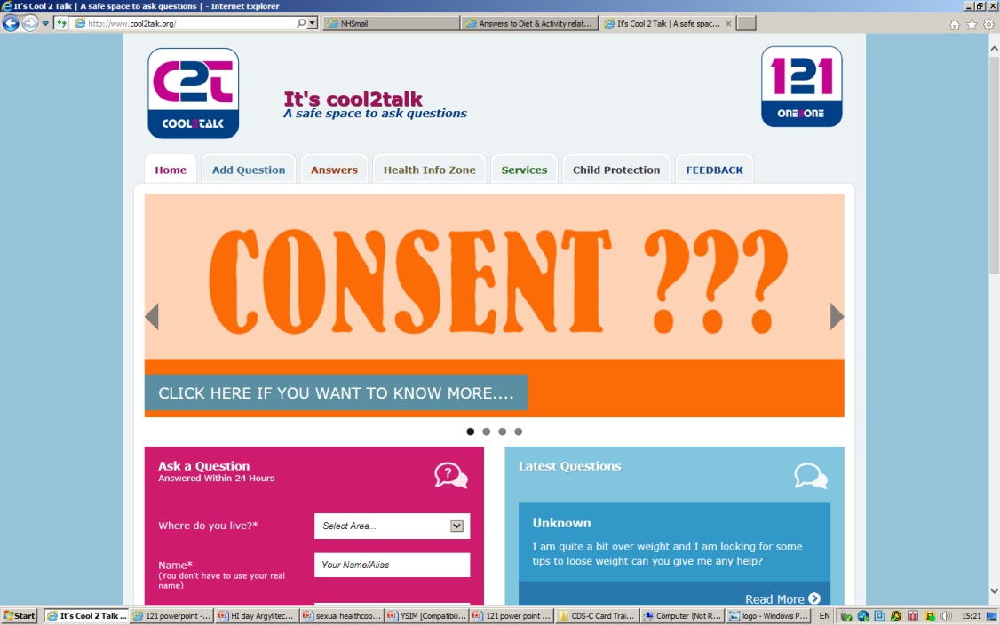 It's Cool 2 Talk | A safe space to ask questions | - Internet Explorer
http://www.cool2talk.org/
NHSmail
Answers to Diet & Activity relat...
It's Cool 2 Talk | A safe spac...
C2T
COOL2TALK
It's cool2talk
A safe space to ask questions
121
ONE2ONE
Home
Add Question
Answers
Health Info Zone
Services
Child Protection
FEEDBACK
CONSENT ???
CLICK HERE IF YOU WANT TO KNOW MORE....
Ask a Question
Answered Within 24 Hours
?
Where do you live?*
Select Area...
Name*
(You don't have to use your real
name)
Your Name/Alias
Latest Questions
Unknown
I am quite a bit over weight and I am looking for some
tips to loose weight can you give me any help?
Read More
Start
It's Cool 2 Talk ...
121 powerpoint -...
HI day Argylltec...
sexual healthcoo...
YSIM [Compatibili...
121 power point ...
CDS-C Card Trai...
Computer (Not R...
logo - Windows P...
EN
15:21